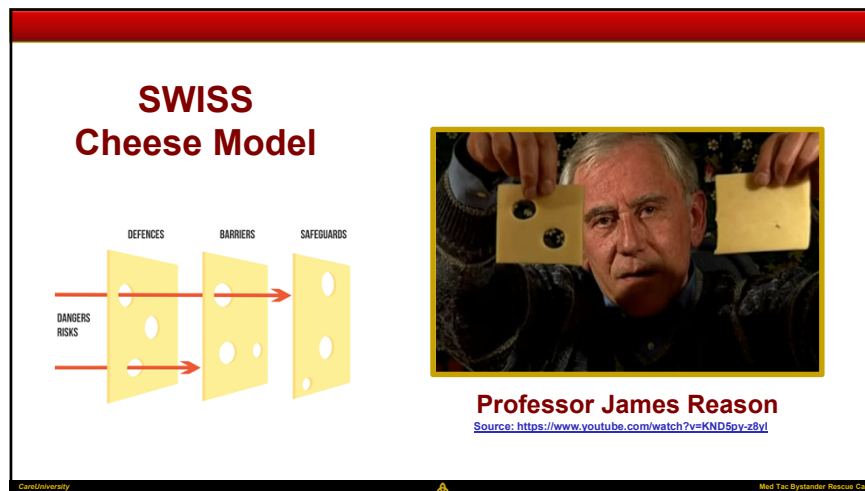 SWISS
Cheese Model
DEFENCES BARRIERS SAFEGUARDS
DANGERS
RISKS
Professor James Reason
Source: https://www.youtube.com/watch?v=KND5py-z8yI
CareUniversity Med Tac Bystander Rescue Ca